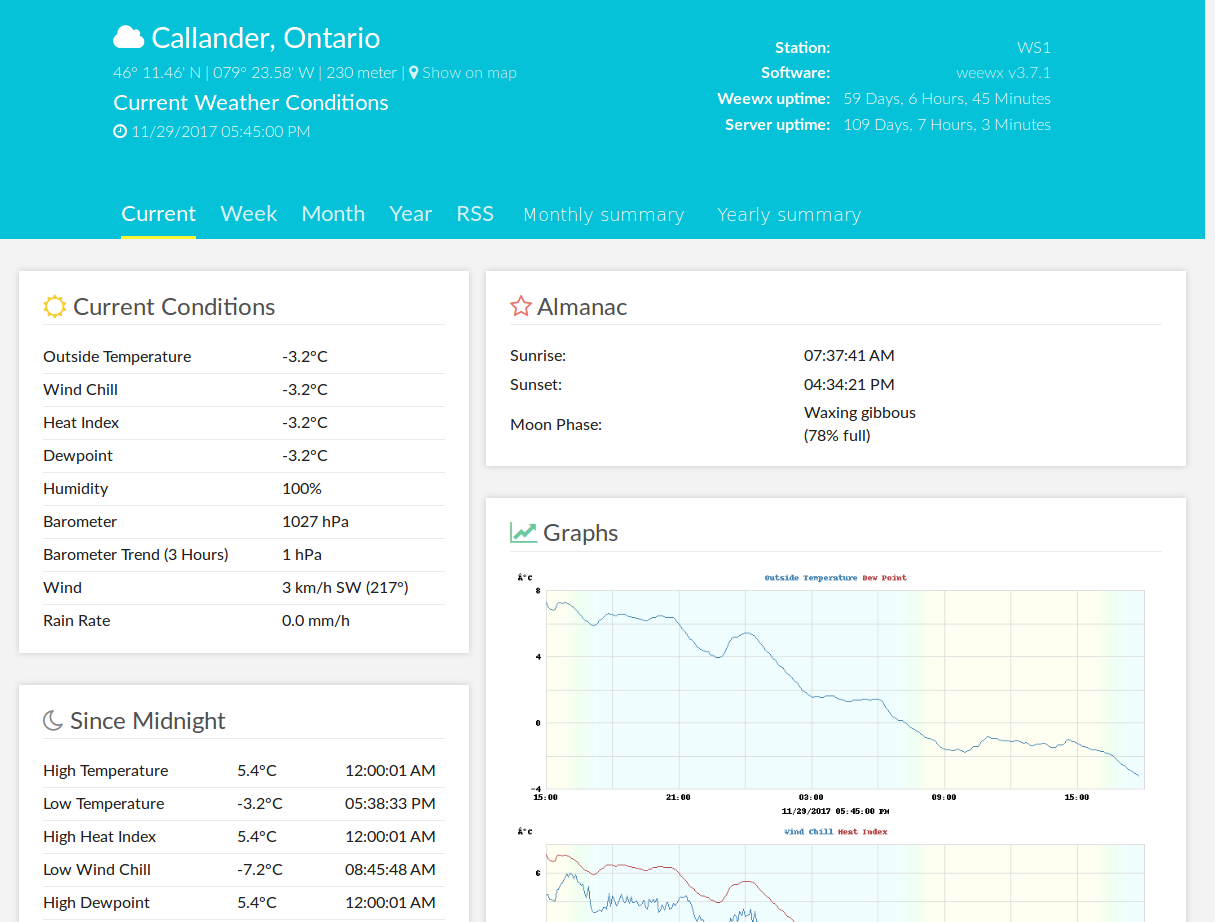 Callander, Ontario
46° 11.46' N | 079° 23.58' W | 230 meter | Show on map
Current Weather Conditions
11/29/2017 05:45:00 PM
Station: WS1
Software: weewx v3.7.1
Weewx uptime: 59 Days, 6 Hours, 45 Minutes
Server uptime: 109 Days, 7 Hours, 3 Minutes
Current Week Month Year RSS Monthly summary Yearly summary
Current Conditions
Outside Temperature -3.2°C
Wind Chill -3.2°C
Heat Index -3.2°C
Dewpoint -3.2°C
Humidity 100%
Barometer 1027 hPa
Barometer Trend (3 Hours) 1 hPa
Wind 3 km/h SW (217°)
Rain Rate 0.0 mm/h
Since Midnight
High Temperature 5.4°C 12:00:01 AM
Low Temperature -3.2°C 05:38:33 PM
High Heat Index 5.4°C 12:00:01 AM
Low Wind Chill -7.2°C 08:45:48 AM
High Dewpoint 5.4°C 12:00:01 AM
Almanac
Sunrise: 07:37:41 AM
Sunset: 04:34:21 PM
Moon Phase: Waxing gibbous
(78% full)
Graphs
Â°C Outside Temperature Dew Point
8
4
0
-4
15:00 21:00 03:00 09:00 15:00
11/29/2017 05:45:00 PM
Â°C Wind Chill Heat Index
6